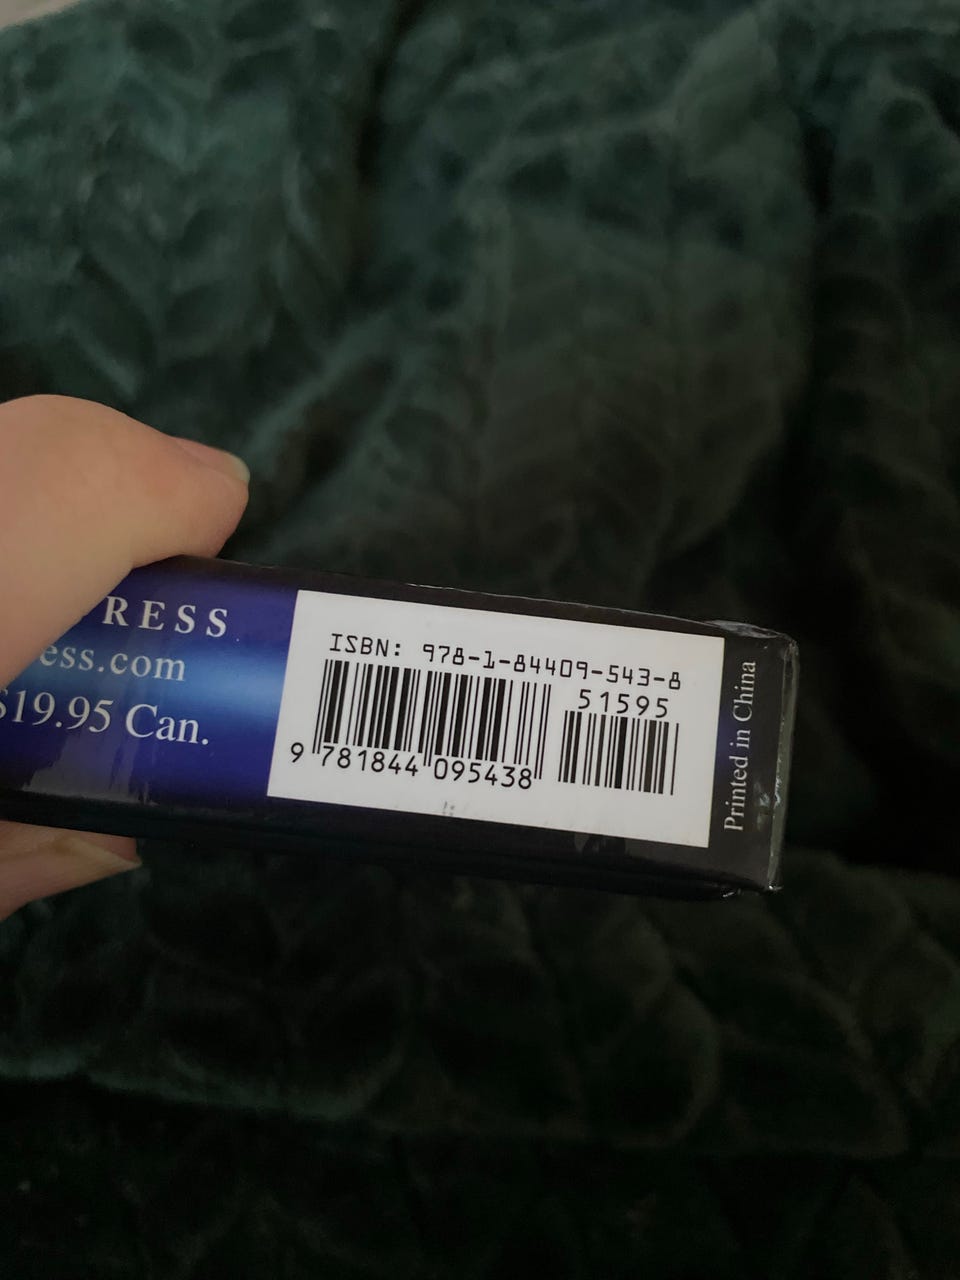 RESS
ess.com
$19.95 Can.
ISBN: 978-1-84409-543-8
51595
9 781844 095438
Printed in China